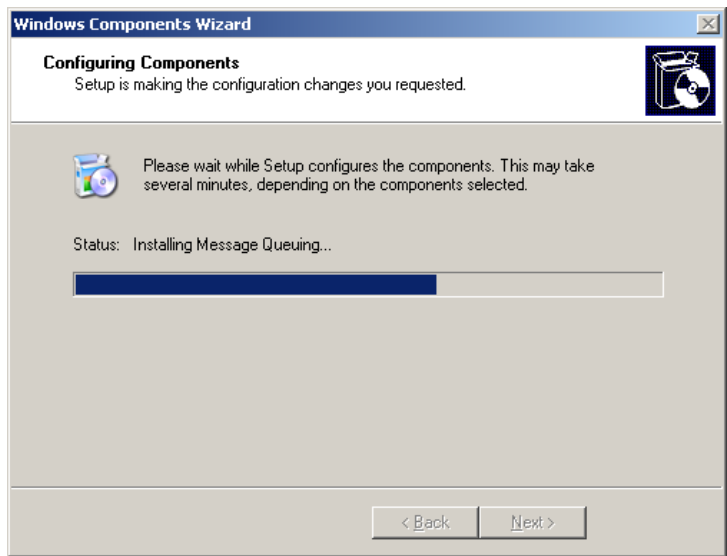 Windows Components Wizard
Configuring Components
Setup is making the configuration changes you requested.
Please wait while Setup configures the components. This may take
several minutes, depending on the components selected.
Status: Installing Message Queuing...
< Back
Next >